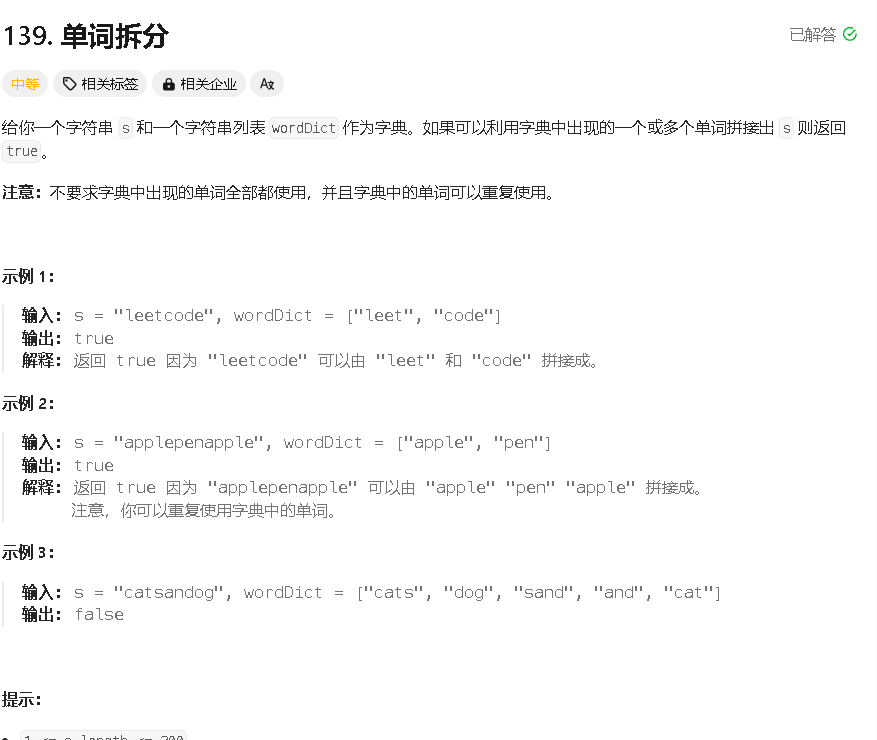 139. 单词拆分
已解答
中等 相关标签 相关企业 Aχ
给你一个字符串 s 和一个字符串列表 wordDict 作为字典。如果可以利用字典中出现的一个或多个单词拼接出 s 则返回
true。
注意：不要求字典中出现的单词全部都使用，并且字典中的单词可以重复使用。
示例 1：
输入: s = "leetcode", wordDict = ["leet", "code"]
输出: true
解释: 返回 true 因为 "leetcode" 可以由 "leet" 和 "code" 拼接成。
示例 2：
输入: s = "applepenapple", wordDict = ["apple", "pen"]
输出: true
解释: 返回 true 因为 "applepenapple" 可以由 "apple" "pen" "apple" 拼接成。
注意，你可以重复使用字典中的单词。
示例 3：
输入: s = "catsandog", wordDict = ["cats", "dog", "sand", "and", "cat"]
输出: false
提示：
1 <= s.length <= 300